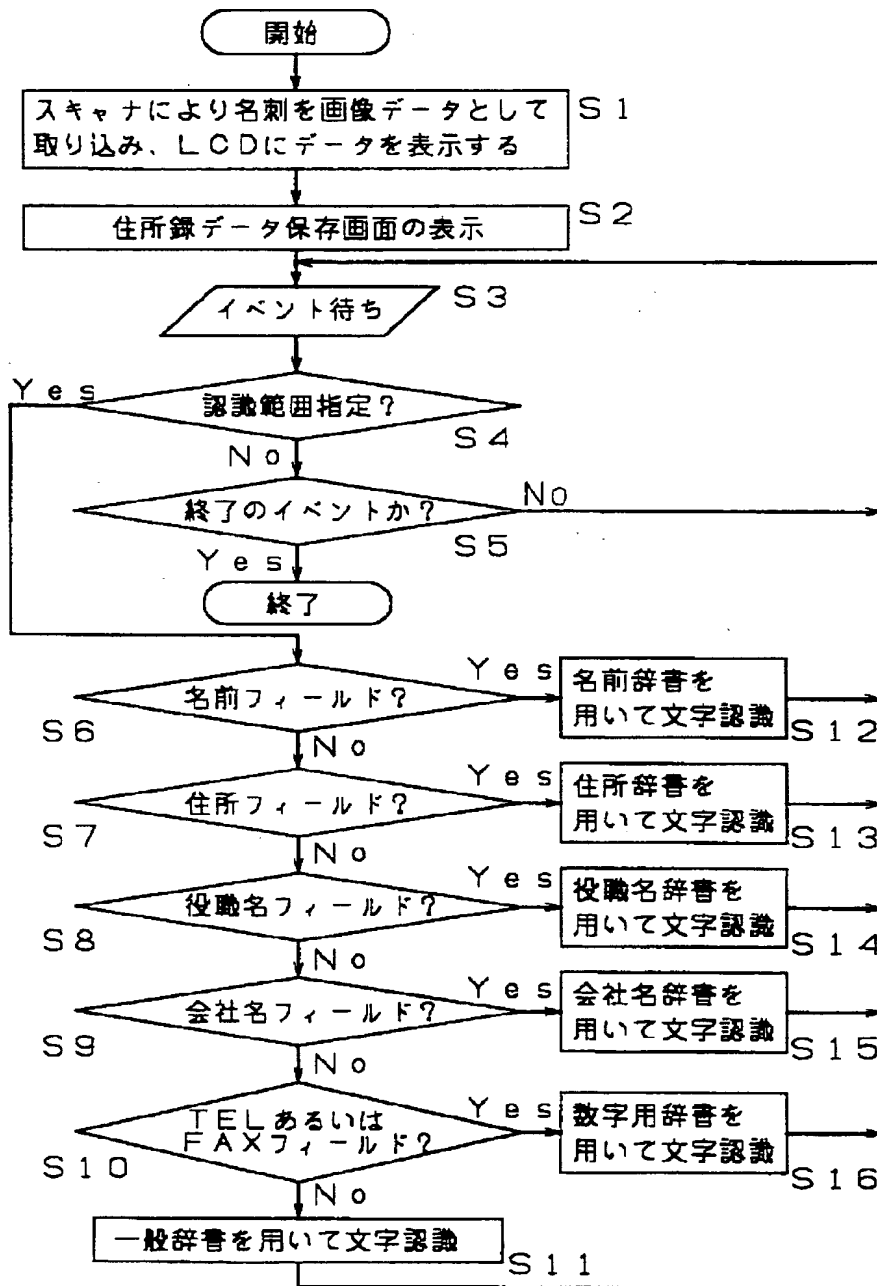 開始
スキャナにより名刺を画像データとして
取り込み、LCDにデータを表示する
S1
住所録データ保存画面の表示
S2
イベント待ち
S3
Yes
認識範囲指定?
S4
No
終了のイベントか?
No
S5
Yes
終了
名前フィールド?
Yes
名前辞書を
用いて文字認識
S6
S12
No
住所フィールド?
Yes
住所辞書を
用いて文字認識
S7
S13
No
役職名フィールド?
Yes
役職名辞書を
用いて文字認識
S8
S14
No
会社名フィールド?
Yes
会社名辞書を
用いて文字認識
S9
S15
No
TELあるいは
FAXフィールド?
Yes
数字用辞書を
用いて文字認識
S10
S16
No
一般辞書を用いて文字認識
S11